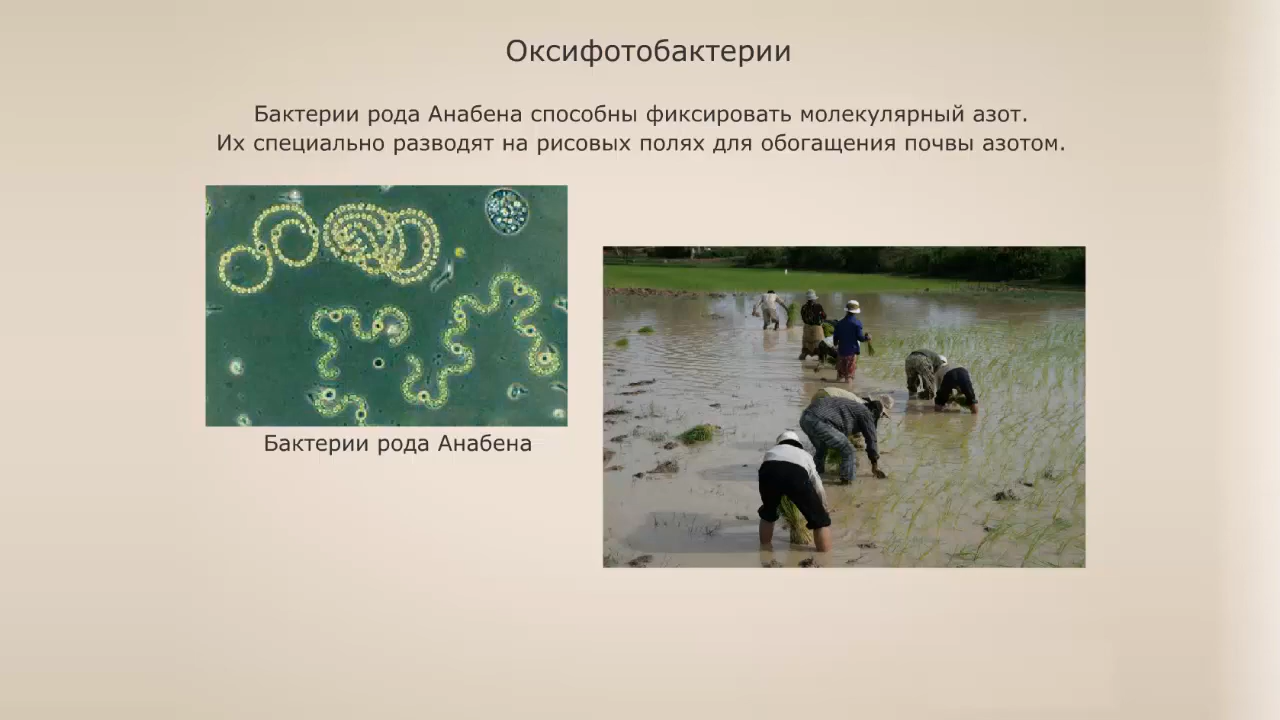 Оксифотобактерии
Бактерии рода Анабена способны фиксировать молекулярный азот.
Их специально разводят на рисовых полях для обогащения почвы азотом.
Бактерии рода Анабена